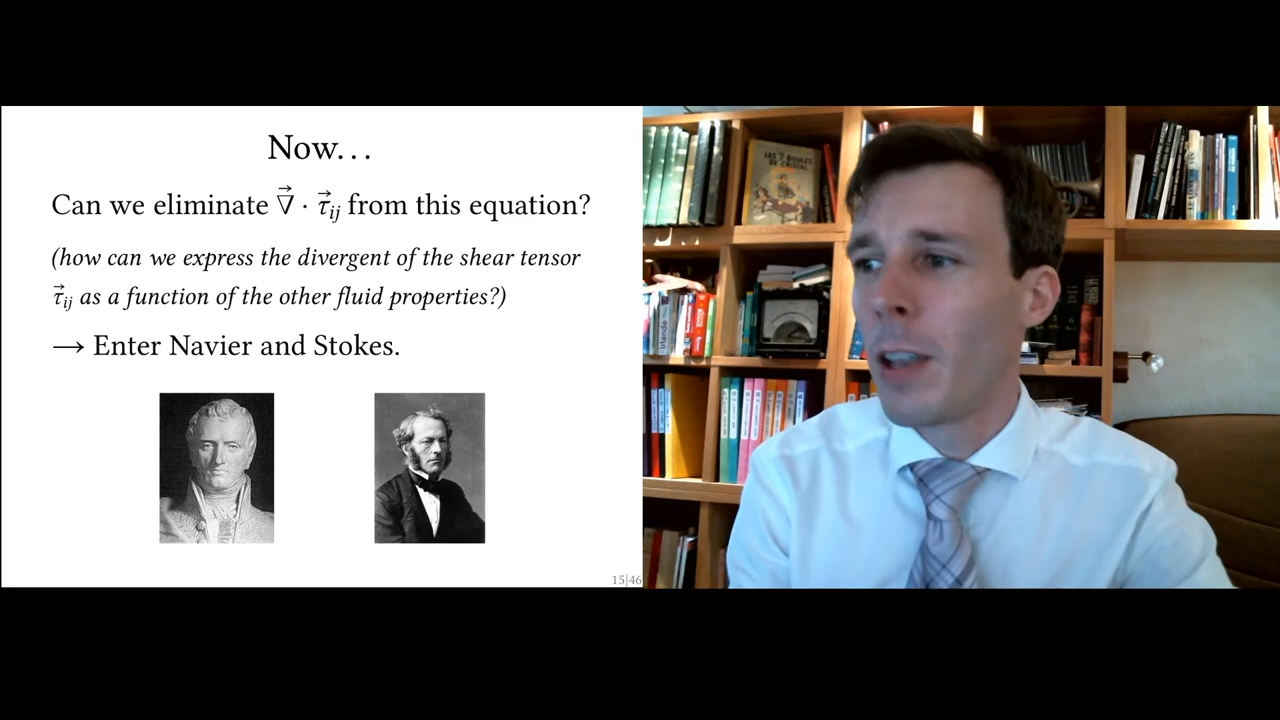 Now…
Can we eliminate ∇⃗ · τ⃗ᵢⱼ from this equation?
(how can we express the divergent of the shear tensor
τ⃗ᵢⱼ as a function of the other fluid properties?)
→ Enter Navier and Stokes.
15|46
LES 7 BOULES
DE CRISTAL
Irlande